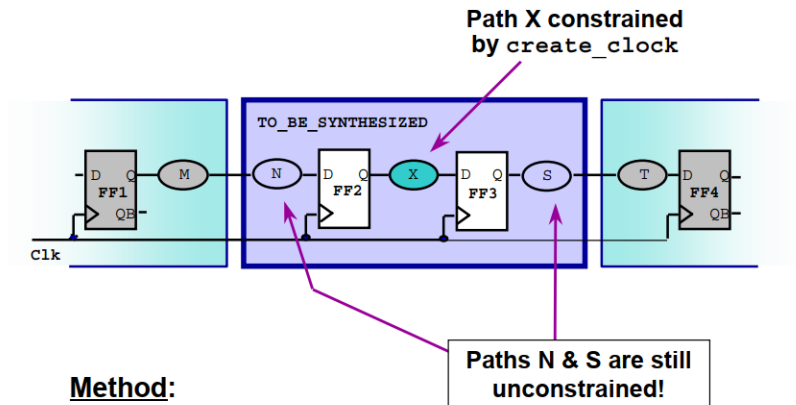 Path X constrained
by create_clock
TO_BE_SYNTHESIZED
D Q
FF1
QB
M
N
D Q
FF2
X
D Q
FF3
S
T
D Q
FF4
QB
Clk
Paths N & S are still
unconstrained!
Method: